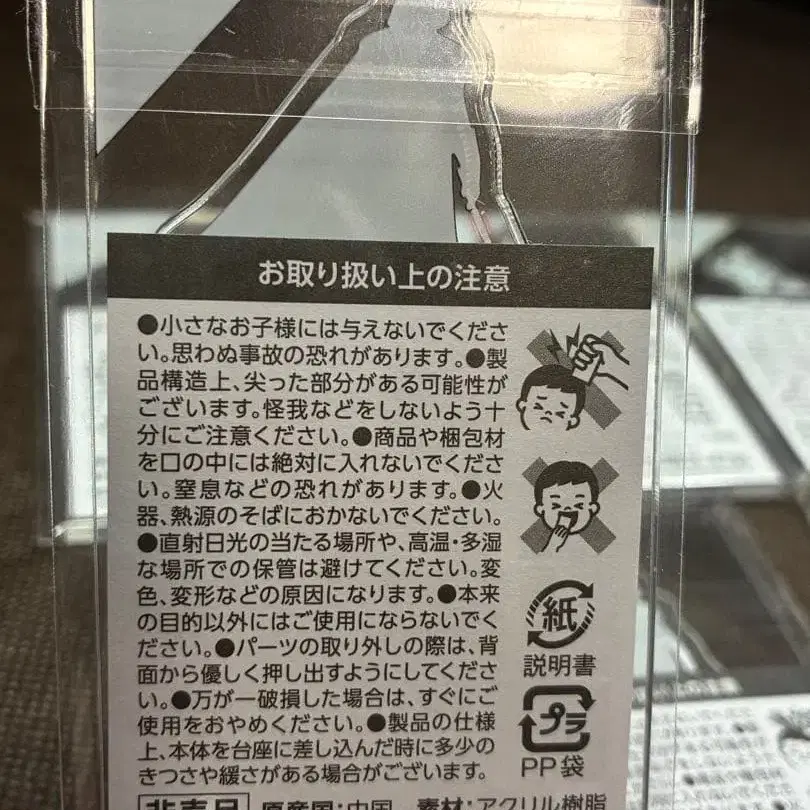 お取り扱い上の注意
●小さなお子様には与えないでくださ
い。思わぬ事故の恐れがあります。●製
品構造上、尖った部分がある可能性が
ございます。怪我などをしないよう十
分にご注意ください。●商品や梱包材
を口の中には絶対に入れないでくださ
い。窒息などの恐れがあります。●火
器、熱源のそばにおかないでください。
●直射日光の当たる場所や、高温・多湿
な場所での保管は避けてください。変
色、変形などの原因になります。●本来
の目的以外にはご使用にならないでく
ださい。●パーツの取り外しの際は、背
面から優しく押し出すようにしてくださ
い。●万が一破損した場合は、すぐにご
使用をおやめください。●製品の仕様
上、本体を台座に差し込んだ時に多少の
きつさや緩さがある場合がございます。
非売品 原産国:中国 素材:アクリル樹脂
紙
説明書
プラ
PP袋